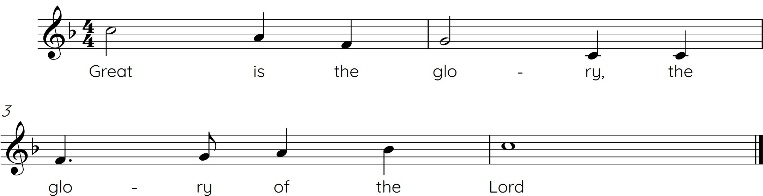 Great is the glo - ry, the
3
glo - ry of the Lord